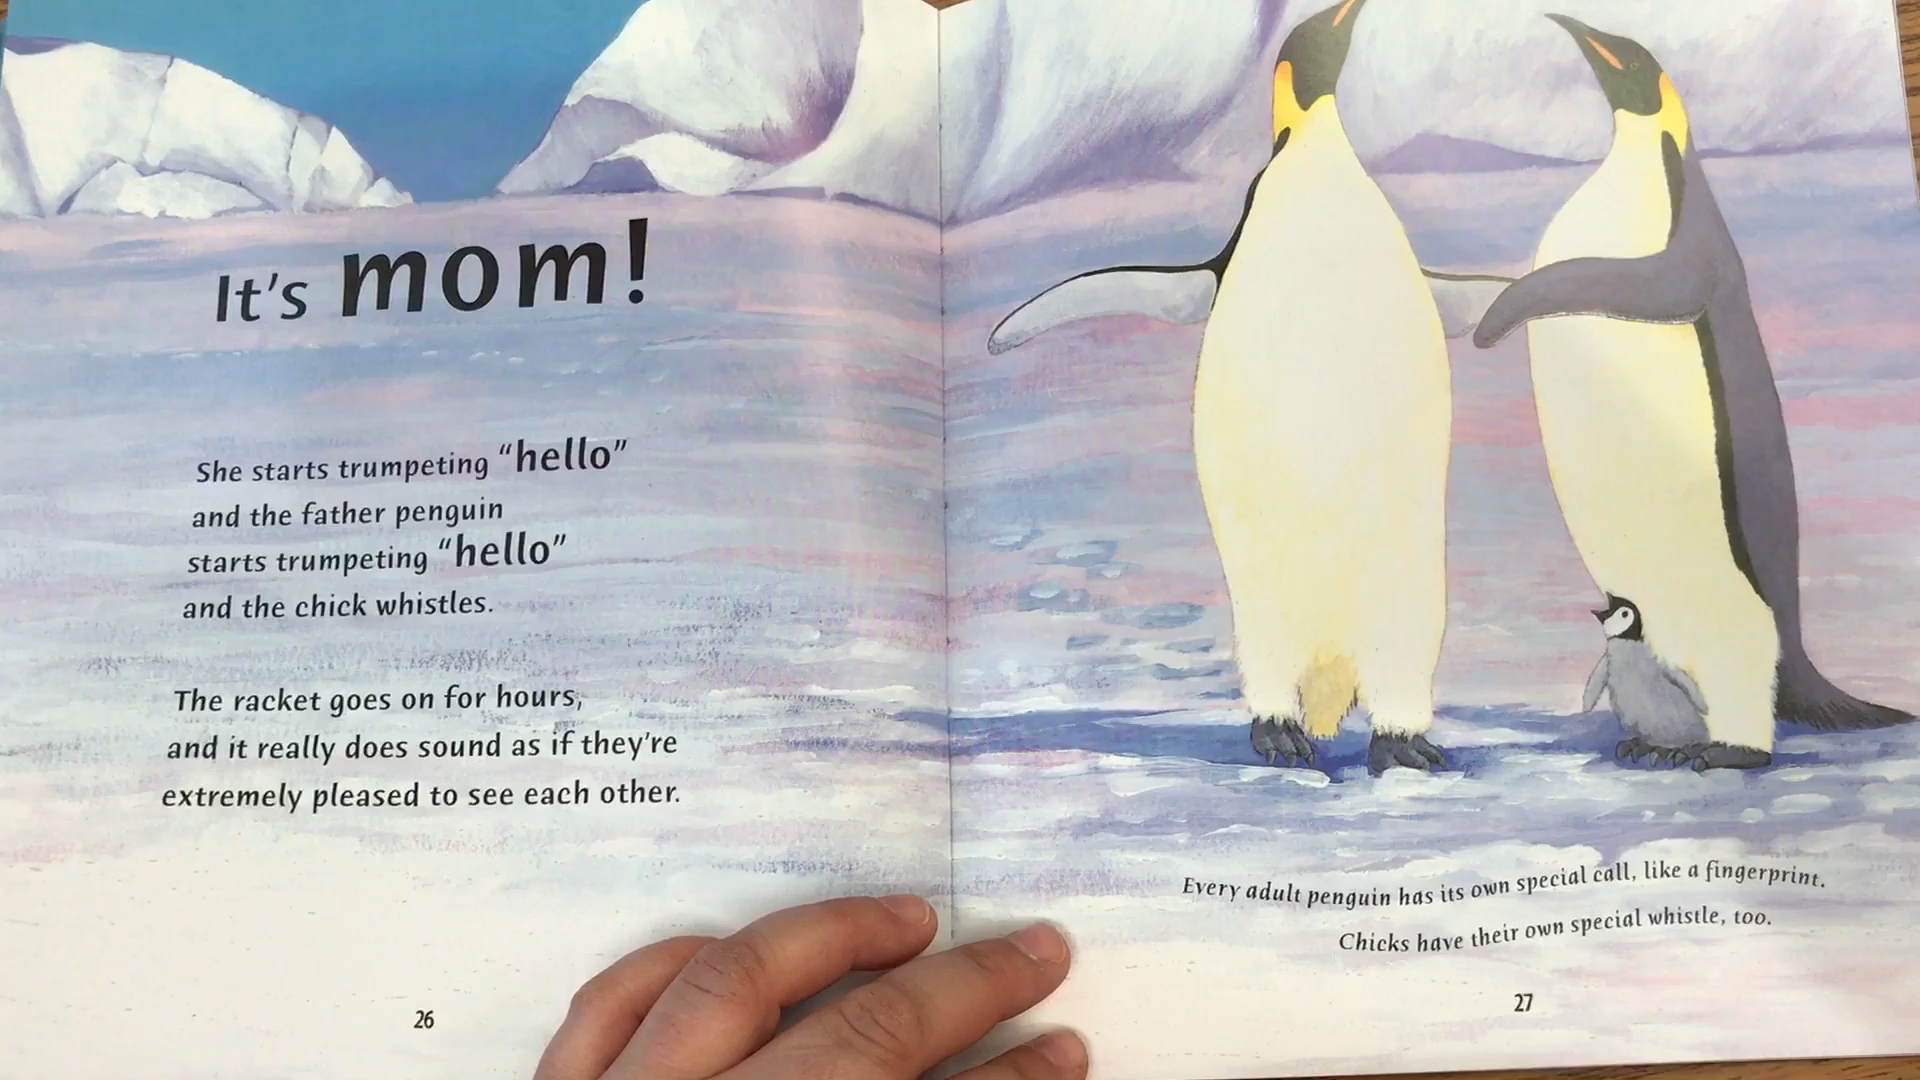 It's mom!
She starts trumpeting “hello”
and the father penguin
starts trumpeting “hello”
and the chick whistles.
The racket goes on for hours,
and it really does sound as if they're
extremely pleased to see each other.
26
Every adult penguin has its own special call, like a fingerprint.
Chicks have their own special whistle, too.
27